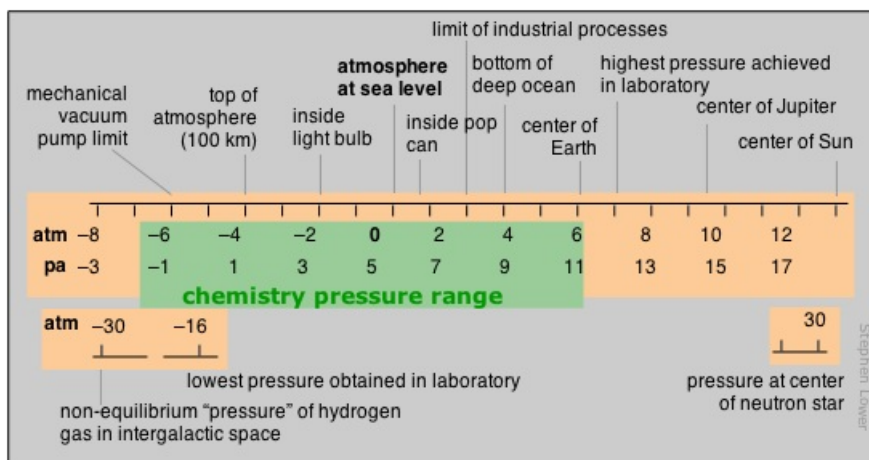 limit of industrial processes
atmosphere
at sea level
bottom of
deep ocean
highest pressure achieved
in laboratory
mechanical
vacuum
pump limit
top of
atmosphere
(100 km)
inside
light bulb
inside pop
can
center of
Earth
center of Jupiter
center of Sun
atm –8 –6 –4 –2 0 2 4 6 8 10 12
pa –3 –1 1 3 5 7 9 11 13 15 17
chemistry pressure range
atm –30 –16
30
lowest pressure obtained in laboratory
non-equilibrium “pressure” of hydrogen
gas in intergalactic space
pressure at center
of neutron star
Stephen Lower